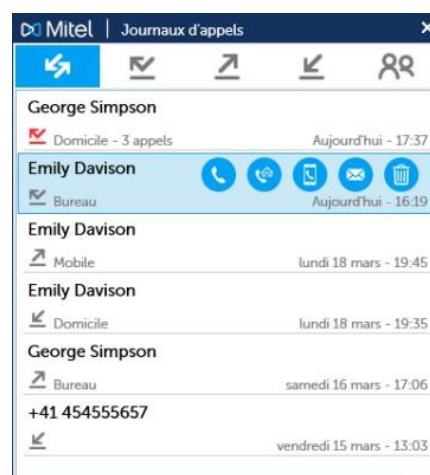 Mitel | Journaux d'appels
George Simpson
Domicile - 3 appels Aujourd'hui - 17:37
Emily Davison
Bureau Aujourd'hui - 16:19
Emily Davison
Mobile lundi 18 mars - 19:45
Emily Davison
Domicile lundi 18 mars - 19:35
George Simpson
Bureau samedi 16 mars - 17:06
+41 454555657
vendredi 15 mars - 13:03